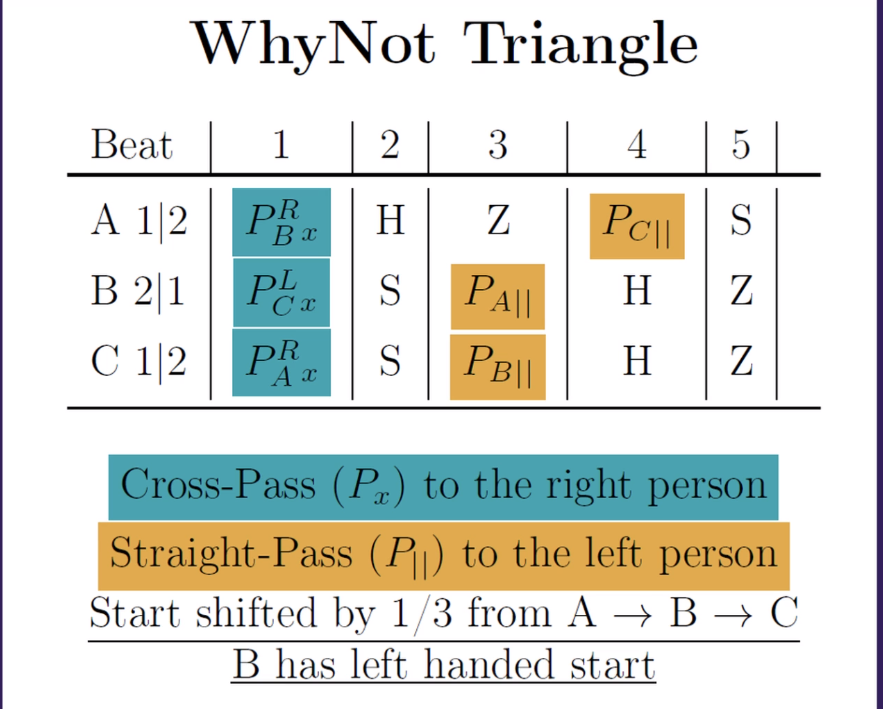 WhyNot Triangle
Beat 1 2 3 4 5
A 1|2 P^R_{B x} H Z P_{C||} S
B 2|1 P^L_{C x} S P_{A||} H Z
C 1|2 P^R_{A x} S P_{B||} H Z
Cross-Pass (P_x) to the right person
Straight-Pass (P_{||}) to the left person
Start shifted by 1/3 from A → B → C
B has left handed start